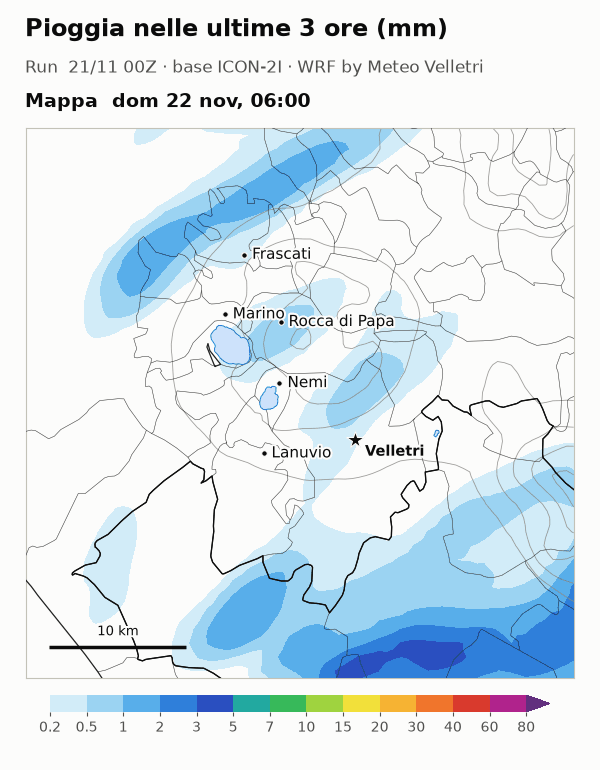 Pioggia nelle ultime 3 ore (mm)
Run  21/11 00Z · base ICON-2I · WRF by Meteo Velletri
Mappa  dom 22 nov, 06:00
Frascati
Marino
Rocca di Papa
Nemi
Velletri
Lanuvio
10 km
0.2 0.5 1 2 3 5 7 10 15 20 30 40 60 80